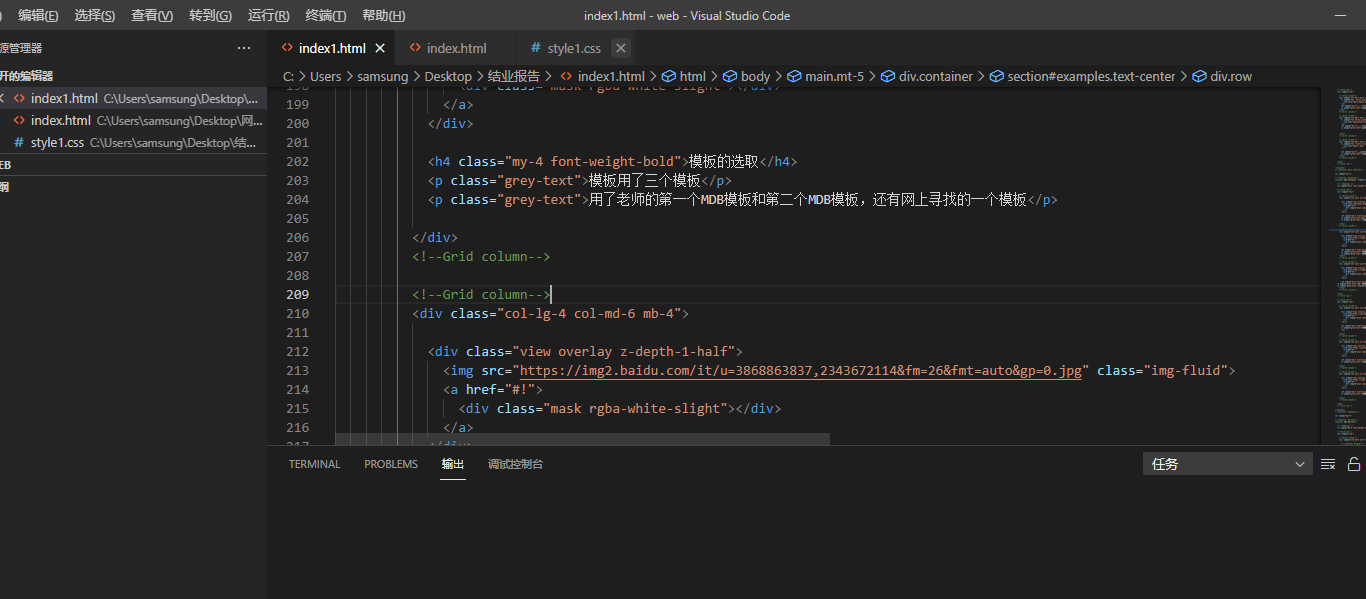 编辑(E) 选择(S) 查看(V) 转到(G) 运行(R) 终端(T) 帮助(H) index1.html - web - Visual Studio Code
源管理器 ···
index1.html index.html # style1.css
C: > Users > samsung > Desktop > 结业报告 > index1.html > html > body > main.mt-5 > div.container > section#examples.text-center > div.row
开的编辑器
index1.html C:\Users\samsung\Desktop\...
index.html C:\Users\samsung\Desktop\网...
# style1.css C:\Users\samsung\Desktop\结...
EB
198 <div class="mask rgba-white-slight"></div>
199 </a>
200 </div>
201
202 <h4 class="my-4 font-weight-bold">模板的选取</h4>
203 <p class="grey-text">模板用了三个模板</p>
204 <p class="grey-text">用了老师的第一个MDB模板和第二个MDB模板，还有网上寻找的一个模板</p>
205
206 </div>
207 <!--Grid column-->
208
209 <!--Grid column-->
210 <div class="col-lg-4 col-md-6 mb-4">
211
212 <div class="view overlay z-depth-1-half">
213 <img src="https://img2.baidu.com/it/u=3868863837,2343672114&fm=26&fmt=auto&gp=0.jpg" class="img-fluid">
214 <a href="#!">
215 <div class="mask rgba-white-slight"></div>
216 </a>
217 </div>
TERMINAL PROBLEMS 输出 调试控制台 任务